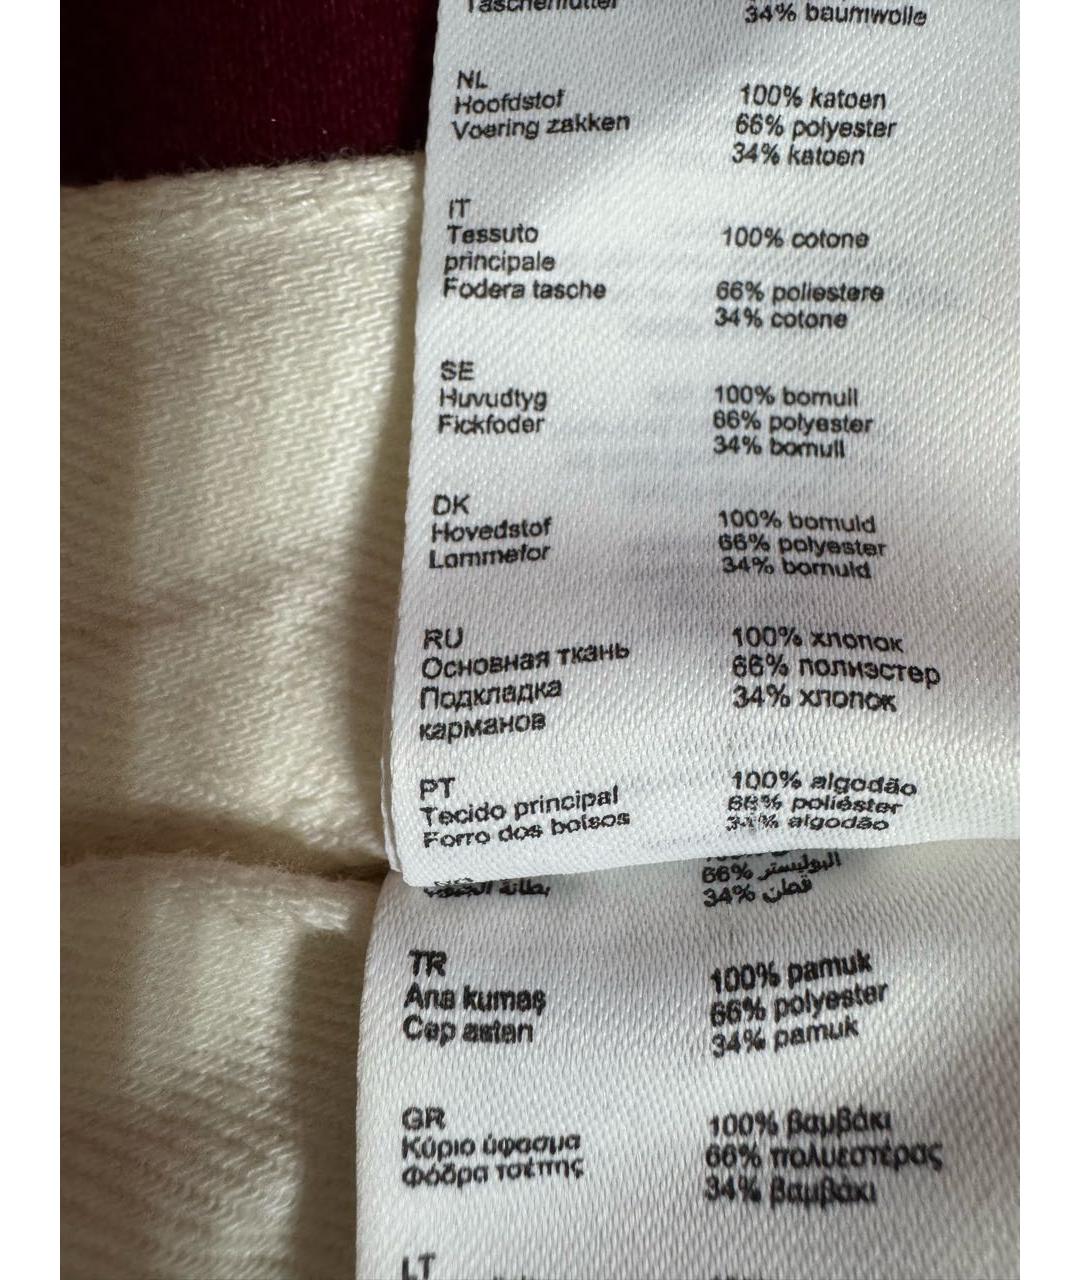 Taschenfutter 34% baumwolle
NL
Hoofdstof 100% katoen
Voering zakken 66% polyester
34% katoen
IT
Tessuto 100% cotone
principale
Fodera tasche 66% poliestere
34% cotone
SE
Huvudtyg 100% bomull
Fickfoder 66% polyester
34% bomull
DK
Hovedstof 100% bomuld
Lommefor 66% polyester
34% bomuld
RU
Основная ткань 100% хлопок
Подкладка 66% полиэстер
карманов 34% хлопок
PT
Tecido principal 100% algodão
Forro dos bolsos 66% poliéster
34% algodão
66% البوليستر
34% قطن
TR
Ana kumaş 100% pamuk
Cep astarı 66% polyester
34% pamuk
GR
Κύριο ύφασμα 100% βαμβάκι
Φόδρα τσέπης 66% πολυεστέρας
34% βαμβάκι
LT